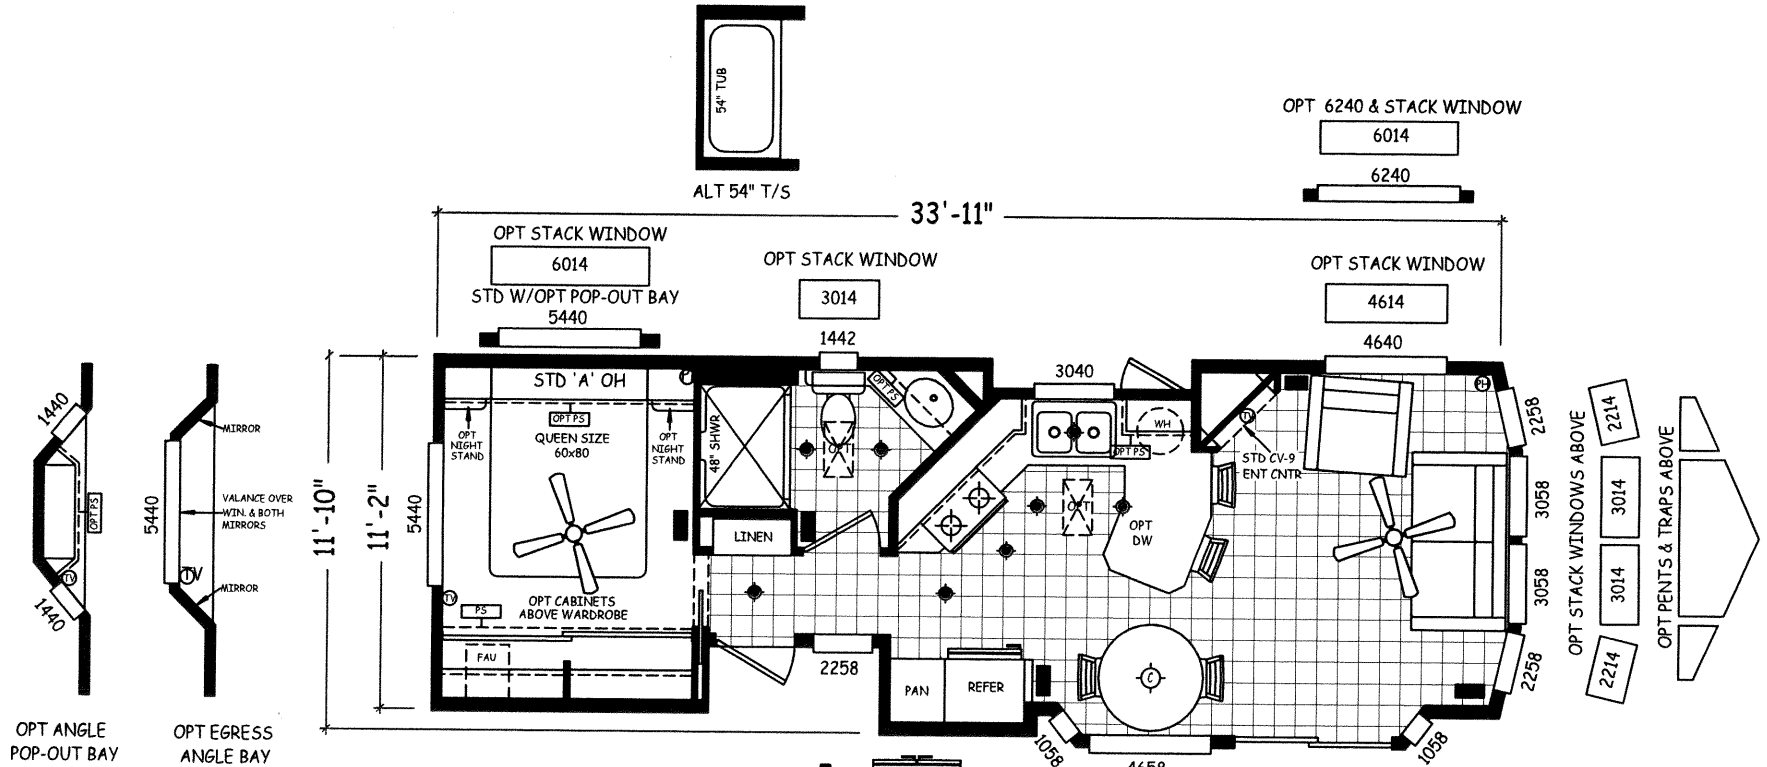 54" TUB
ALT 54" T/S
OPT 6240 & STACK WINDOW
6014
6240
33'-11"
OPT STACK WINDOW
6014
STD W/OPT POP-OUT BAY
5440
OPT STACK WINDOW
3014
1442
OPT STACK WINDOW
4614
4640
3040
1440
1440
OPT PS
TV
OPT ANGLE
POP-OUT BAY
MIRROR
5440
VALANCE OVER
WIN. & BOTH
MIRRORS
TV
MIRROR
OPT EGRESS
ANGLE BAY
11'-10"
11'-2"
5440
STD 'A' OH
OPT PS
OPT
NIGHT
STAND
QUEEN SIZE
60x80
OPT
NIGHT
STAND
TV
PS
OPT CABINETS
ABOVE WARDROBE
FAU
48" SHWR
LINEN
OPT PS
OPT
2258
WH
OPT PS
OPT
OPT
DW
TV
STD CV-9
ENT CNTR
PH
PAN
REFER
C
1058
4658
1058
2258
3058
3058
2258
OPT STACK WINDOWS ABOVE
2214
3014
3014
2214
OPT PENTS & TRAPS ABOVE